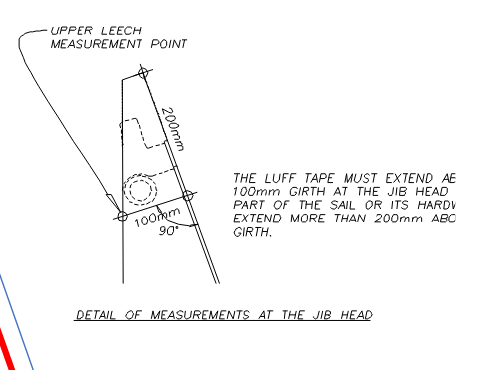 UPPER LEECH
MEASUREMENT POINT
200mm
THE LUFF TAPE MUST EXTEND
100mm GIRTH AT THE JIB HEAD
PART OF THE SAIL OR ITS
EXTEND MORE THAN 200mm
GIRTH.
100mm
90°
DETAIL OF MEASUREMENTS AT THE JIB HEAD